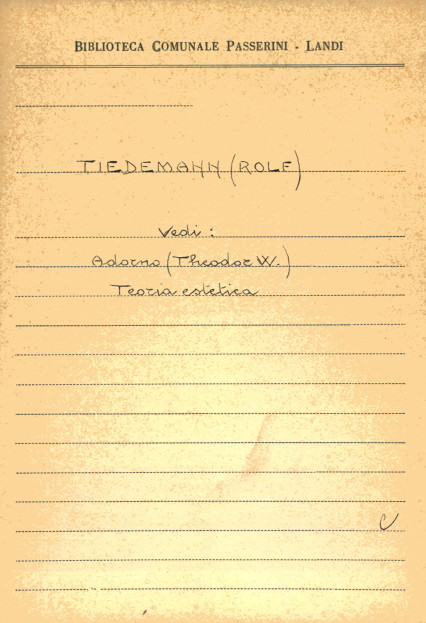 BIBLIOTECA COMUNALE PASSERINI - LANDI
TIEDEMANN (ROLF)
Vedi :
Adorno (Theodor W.)
Teoria estetica